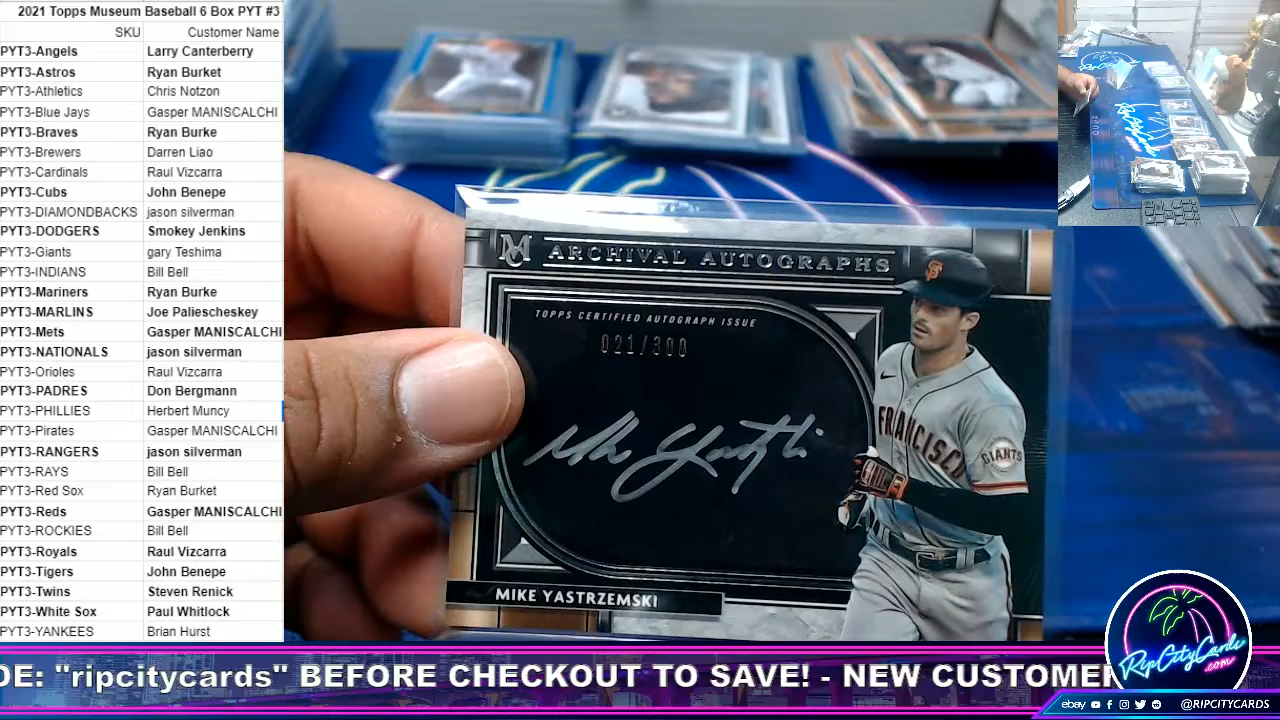 2021 Topps Museum Baseball 6 Box PYT #3
SKU Customer Name
PYT3-Angels Larry Canterberry
PYT3-Astros Ryan Burket
PYT3-Athletics Chris Notzon
PYT3-Blue Jays Gasper MANISCALCHI
PYT3-Braves Ryan Burke
PYT3-Brewers Darren Liao
PYT3-Cardinals Raul Vizcarra
PYT3-Cubs John Benepe
PYT3-DIAMONDBACKS jason silverman
PYT3-DODGERS Smokey Jenkins
PYT3-Giants gary Teshima
PYT3-INDIANS Bill Bell
PYT3-Mariners Ryan Burke
PYT3-MARLINS Joe Paliescheskey
PYT3-Mets Gasper MANISCALCHI
PYT3-NATIONALS jason silverman
PYT3-Orioles Raul Vizcarra
PYT3-PADRES Don Bergmann
PYT3-PHILLIES Herbert Muncy
PYT3-Pirates Gasper MANISCALCHI
PYT3-RANGERS jason silverman
PYT3-RAYS Bill Bell
PYT3-Red Sox Ryan Burket
PYT3-Reds Gasper MANISCALCHI
PYT3-ROCKIES Bill Bell
PYT3-Royals Raul Vizcarra
PYT3-Tigers John Benepe
PYT3-Twins Steven Renick
PYT3-White Sox Paul Whitlock
PYT3-YANKEES Brian Hurst
MC ARCHIVAL AUTOGRAPHS
TOPPS CERTIFIED AUTOGRAPH ISSUE
021/300
SF
FRANCISCO
GIANTS
MIKE YASTRZEMSKI
DE: "ripcitycards" BEFORE CHECKOUT TO SAVE! - NEW CUSTOMER
RipCityCards
.com
ebay @RIPCITYCARDS